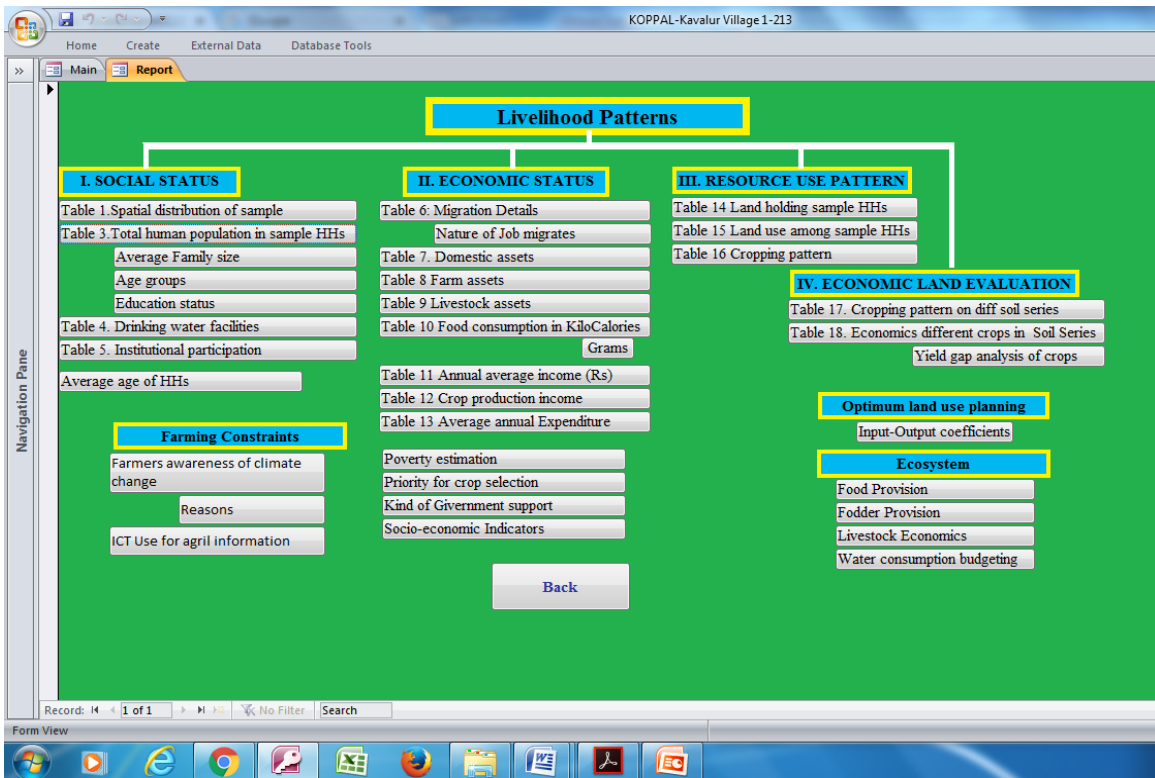 KOPPAL-Kavalur Village 1-213
Home Create External Data Database Tools
Main Report
Livelihood Patterns
I. SOCIAL STATUS
Table 1.Spatial distribution of sample
Table 3.Total human population in sample HHs
Average Family size
Age groups
Education status
Table 4. Drinking water facilities
Table 5. Institutional participation
Average age of HHs
Farming Constraints
Farmers awareness of climate
change
Reasons
ICT Use for agril information
II. ECONOMIC STATUS
Table 6: Migration Details
Nature of Job migrates
Table 7. Domestic assets
Table 8 Farm assets
Table 9 Livestock assets
Table 10 Food consumption in KiloCalories
Grams
Table 11 Annual average income (Rs)
Table 12 Crop production income
Table 13 Average annual Expenditure
Poverty estimation
Priority for crop selection
Kind of Givernment support
Socio-economic Indicators
Back
III. RESOURCE USE PATTERN
Table 14 Land holding sample HHs
Table 15 Land use among sample HHs
Table 16 Cropping pattern
IV. ECONOMIC LAND EVALUATION
Table 17. Cropping pattern on diff soil series
Table 18. Economics different crops in Soil Series
Yield gap analysis of crops
Optimum land use planning
Input-Output coefficients
Ecosystem
Food Provision
Fodder Provision
Livestock Economics
Water consumption budgeting
Navigation Pane
Record: 1 of 1 No Filter Search
Form View